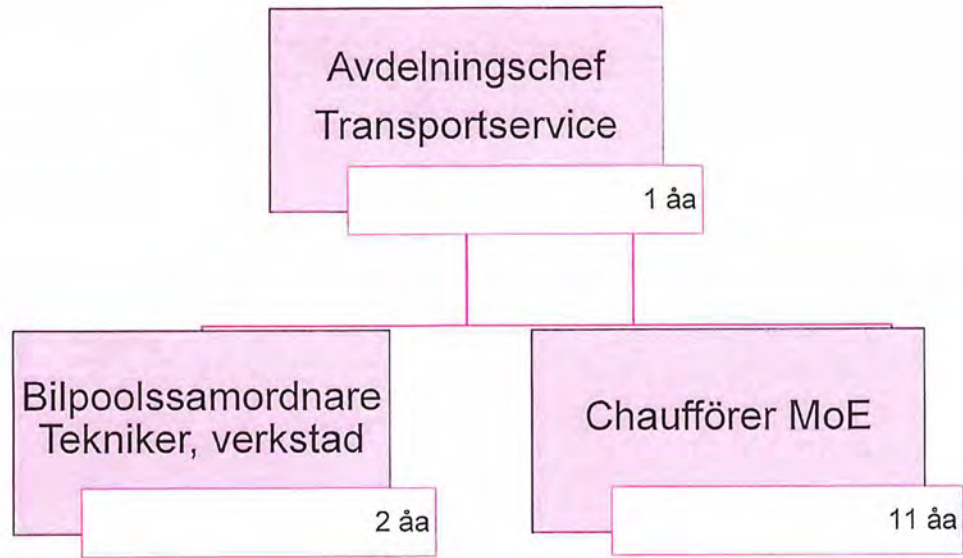 Avdelningschef
Transportservice
1 åa
Bilpoolssamordnare
Tekniker, verkstad
2 åa
Chaufförer MoE
11 åa